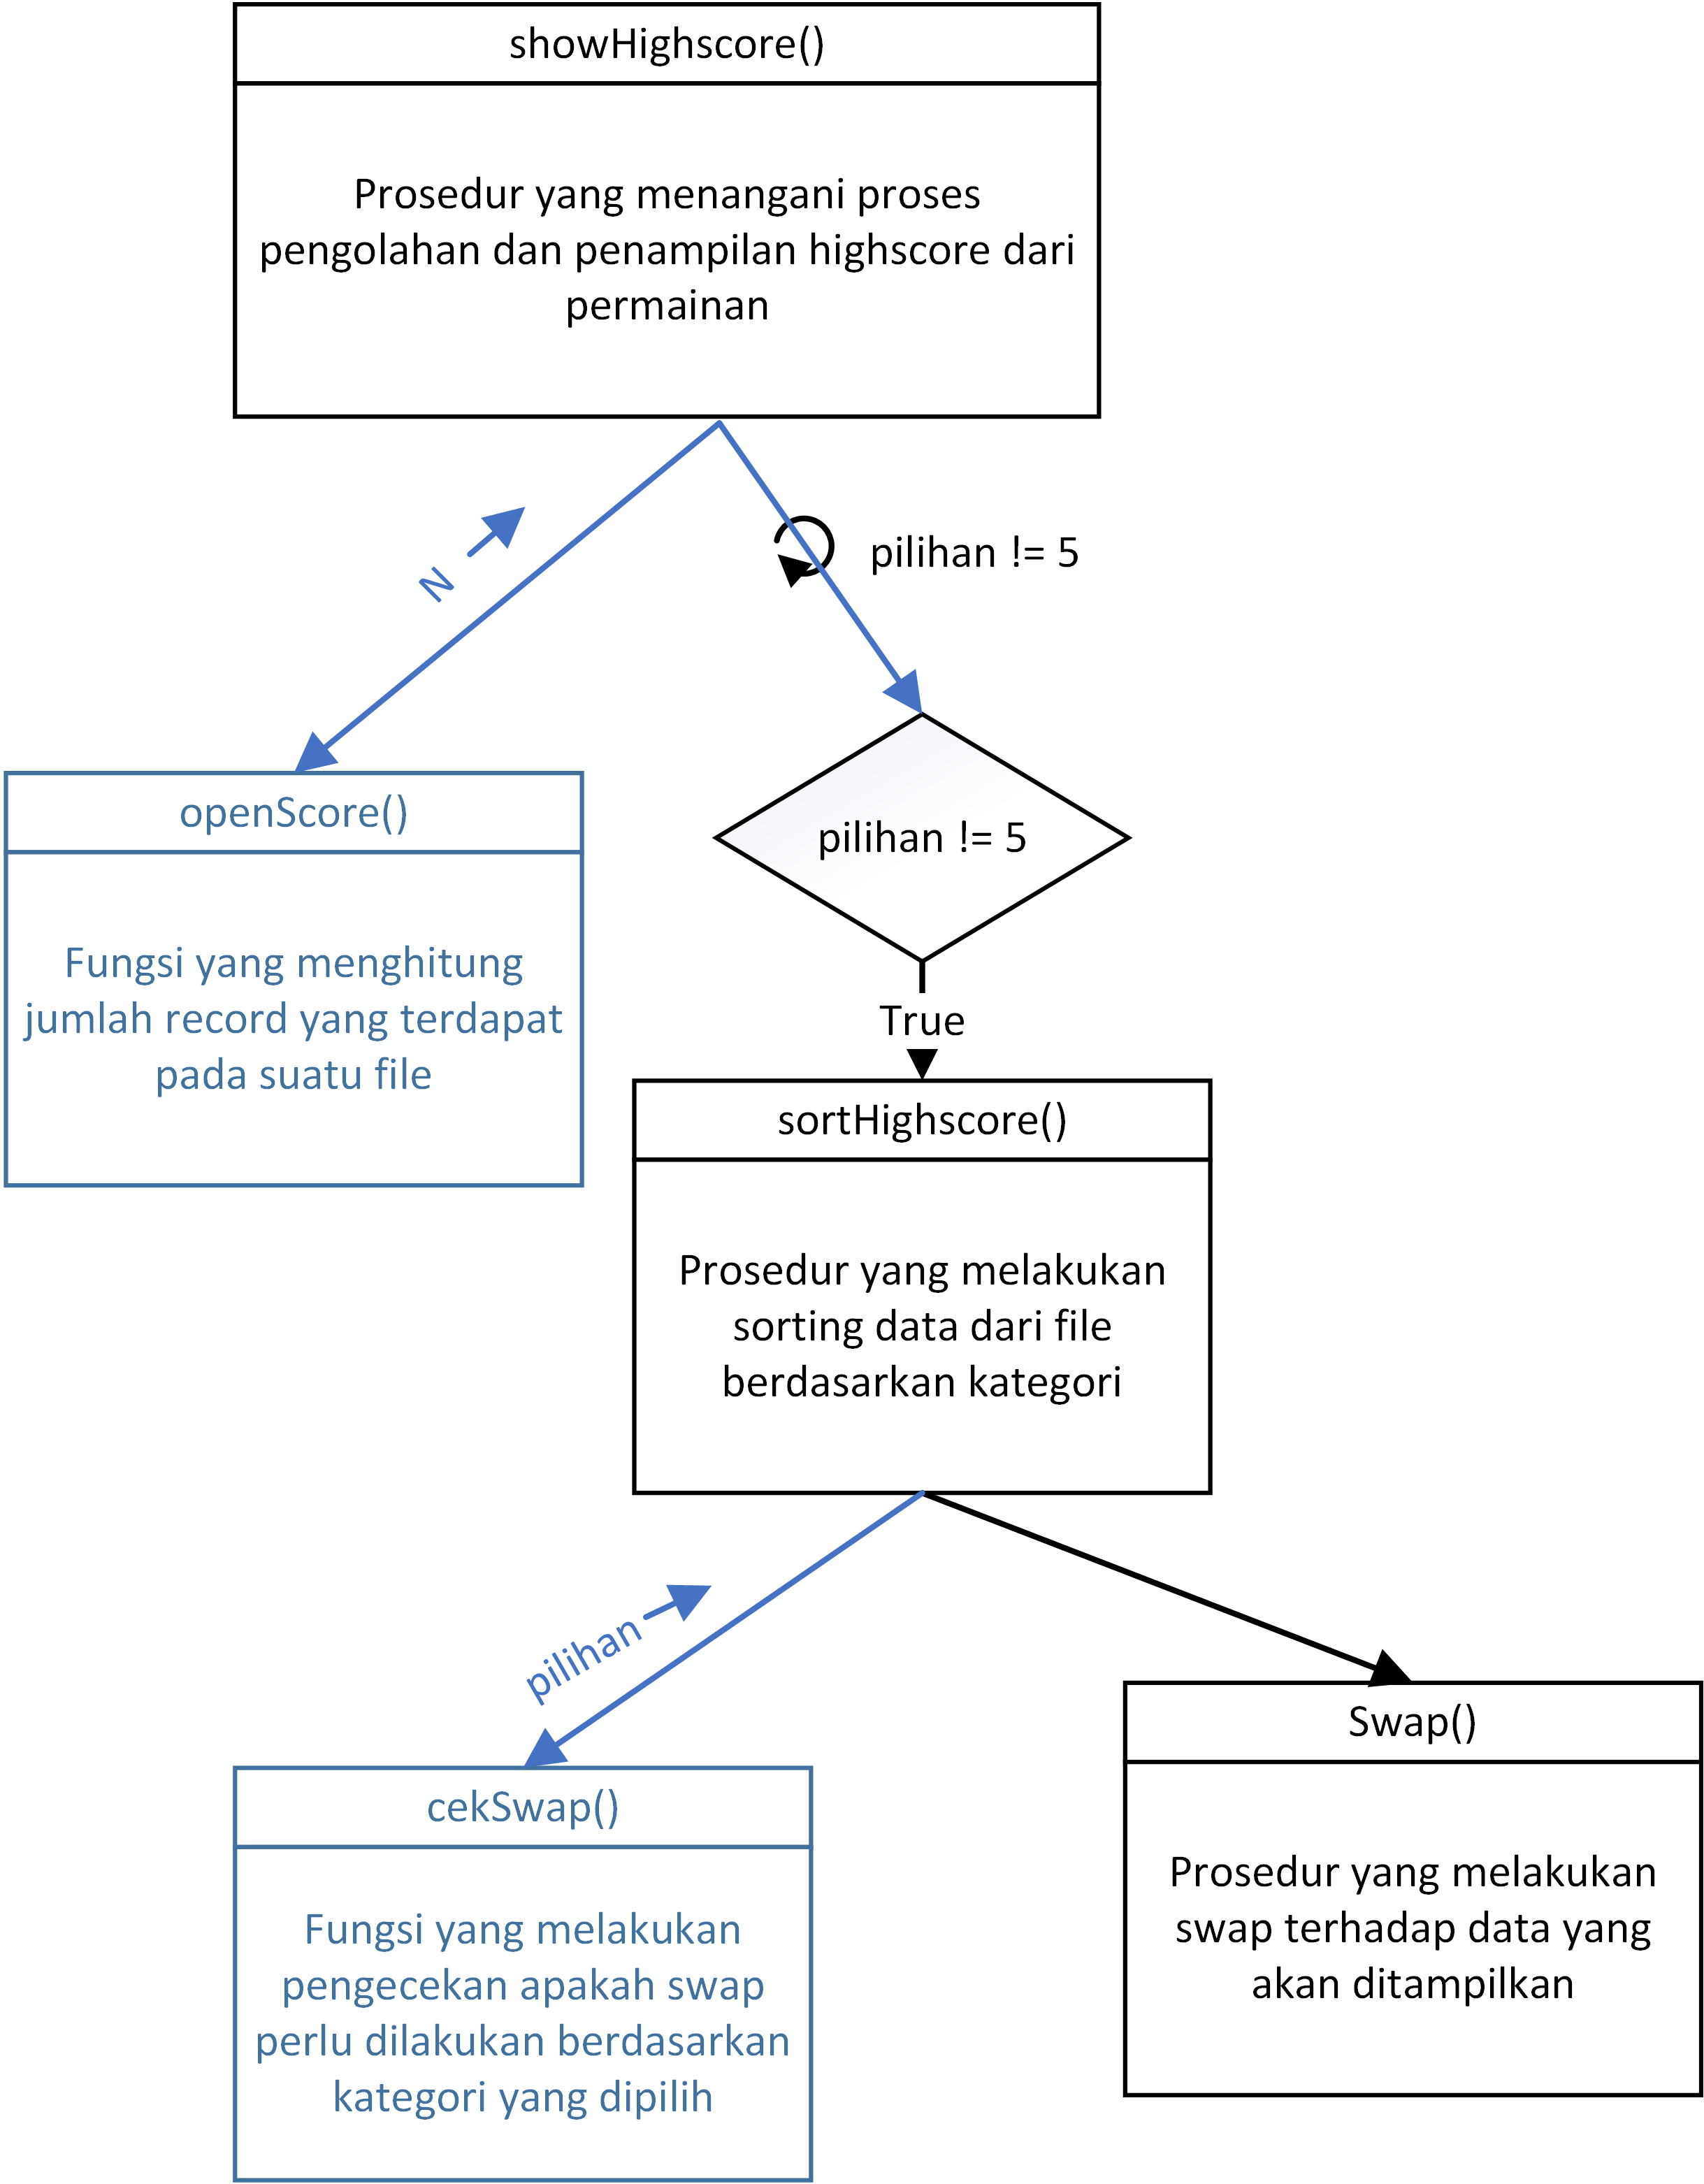 showHighscore()
Prosedur yang menangani proses
pengolahan dan penampilan highscore dari
permainan
N
pilihan != 5
openScore()
Fungsi yang menghitung
jumlah record yang terdapat
pada suatu file
pilihan != 5
True
sortHighscore()
Prosedur yang melakukan
sorting data dari file
berdasarkan kategori
pilihan
cekSwap()
Fungsi yang melakukan
pengecekan apakah swap
perlu dilakukan berdasarkan
kategori yang dipilih
Swap()
Prosedur yang melakukan
swap terhadap data yang
akan ditampilkan